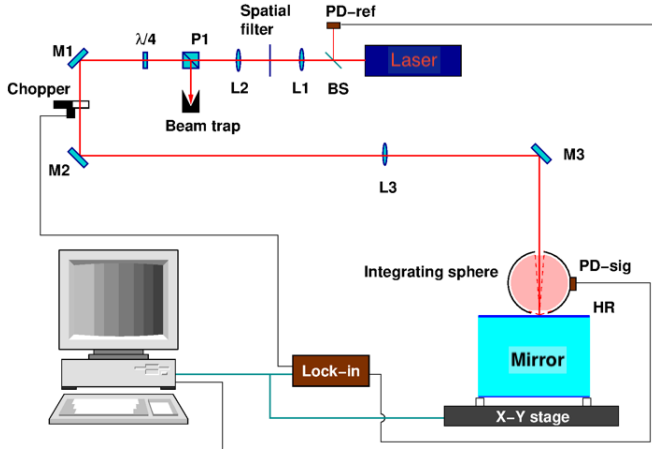 Spatial
filter
PD-ref
M1
λ/4
P1
Laser
L2
L1
BS
Chopper
Beam trap
M2
L3
M3
Integrating sphere
PD-sig
HR
Mirror
Lock-in
X-Y stage